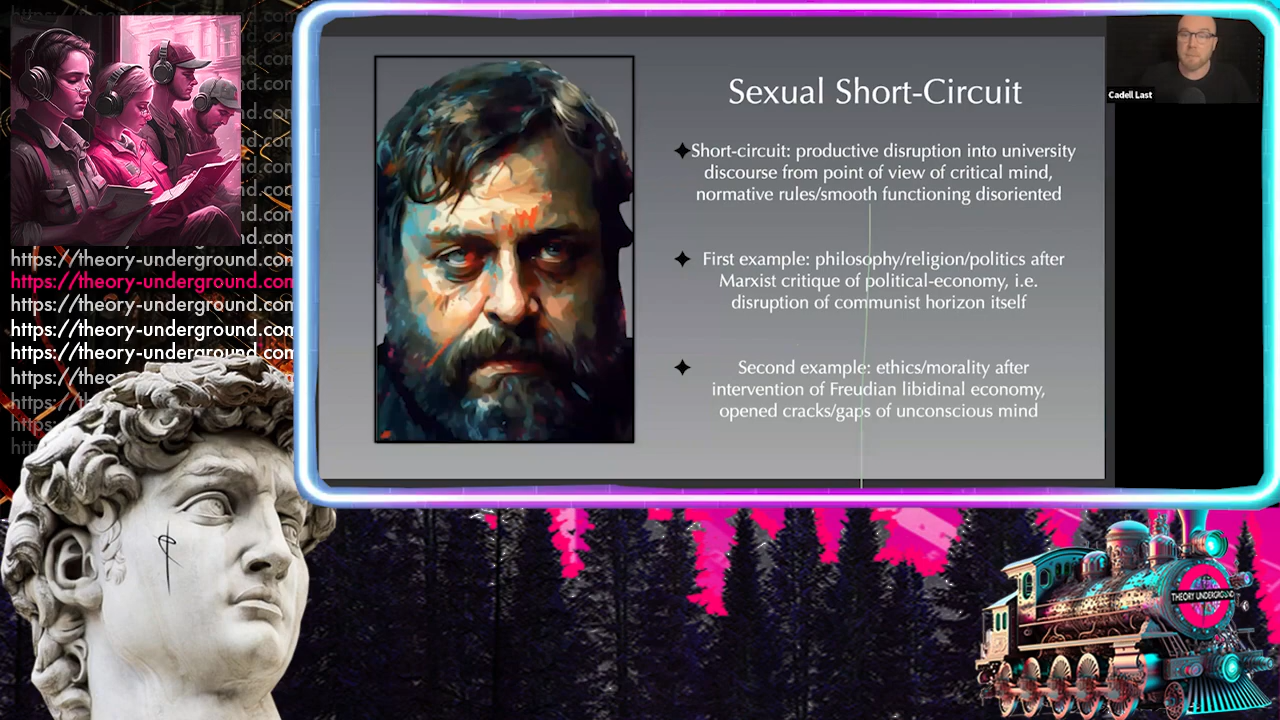 https://theory-underground.com
https://theory-underground.com
https://theory-underground.com
https://theory-underground.com
https://theory-underground.com
Sexual Short-Circuit
✦Short-circuit: productive disruption into university
discourse from point of view of critical mind,
normative rules/smooth functioning disoriented
✦ First example: philosophy/religion/politics after
Marxist critique of political-economy, i.e.
disruption of communist horizon itself
✦ Second example: ethics/morality after
intervention of Freudian libidinal economy,
opened cracks/gaps of unconscious mind
Cadell Last
THEORY UNDERGROUND